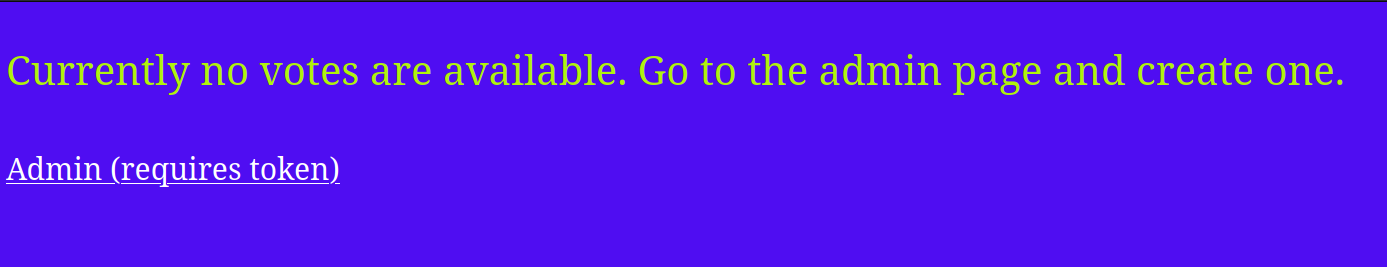 Currently no votes are available. Go to the admin page and create one.
Admin (requires token)